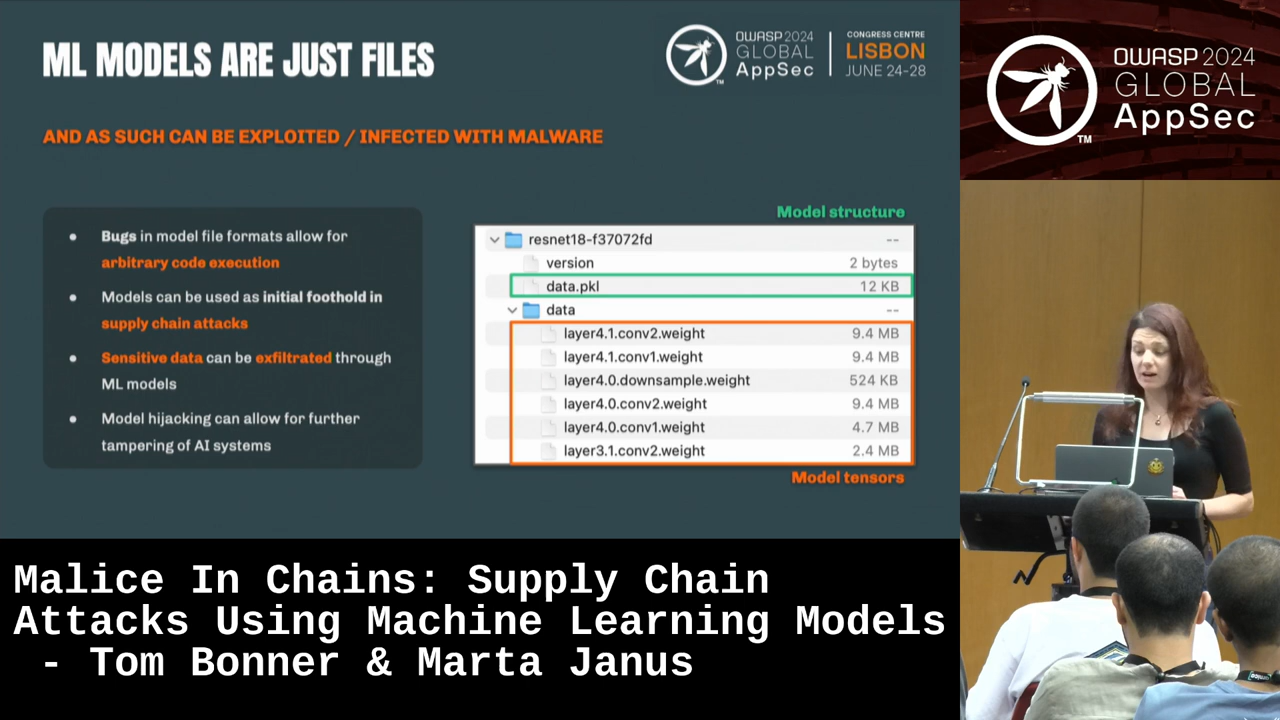 ML MODELS ARE JUST FILES
OWASP 2024
GLOBAL
AppSec
TM
CONGRESS CENTRE
LISBON
JUNE 24-28
AND AS SUCH CAN BE EXPLOITED / INFECTED WITH MALWARE
• Bugs in model file formats allow for
arbitrary code execution
• Models can be used as initial foothold in
supply chain attacks
• Sensitive data can be exfiltrated through
ML models
• Model hijacking can allow for further
tampering of AI systems
Model structure
resnet18-f37072fd --
version 2 bytes
data.pkl 12 KB
data --
layer4.1.conv2.weight 9.4 MB
layer4.1.conv1.weight 9.4 MB
layer4.0.downsample.weight 524 KB
layer4.0.conv2.weight 9.4 MB
layer4.0.conv1.weight 4.7 MB
layer3.1.conv2.weight 2.4 MB
Model tensors
OWASP 2024
GLOBAL
AppSec
TM
Malice In Chains: Supply Chain
Attacks Using Machine Learning Models
- Tom Bonner & Marta Janus